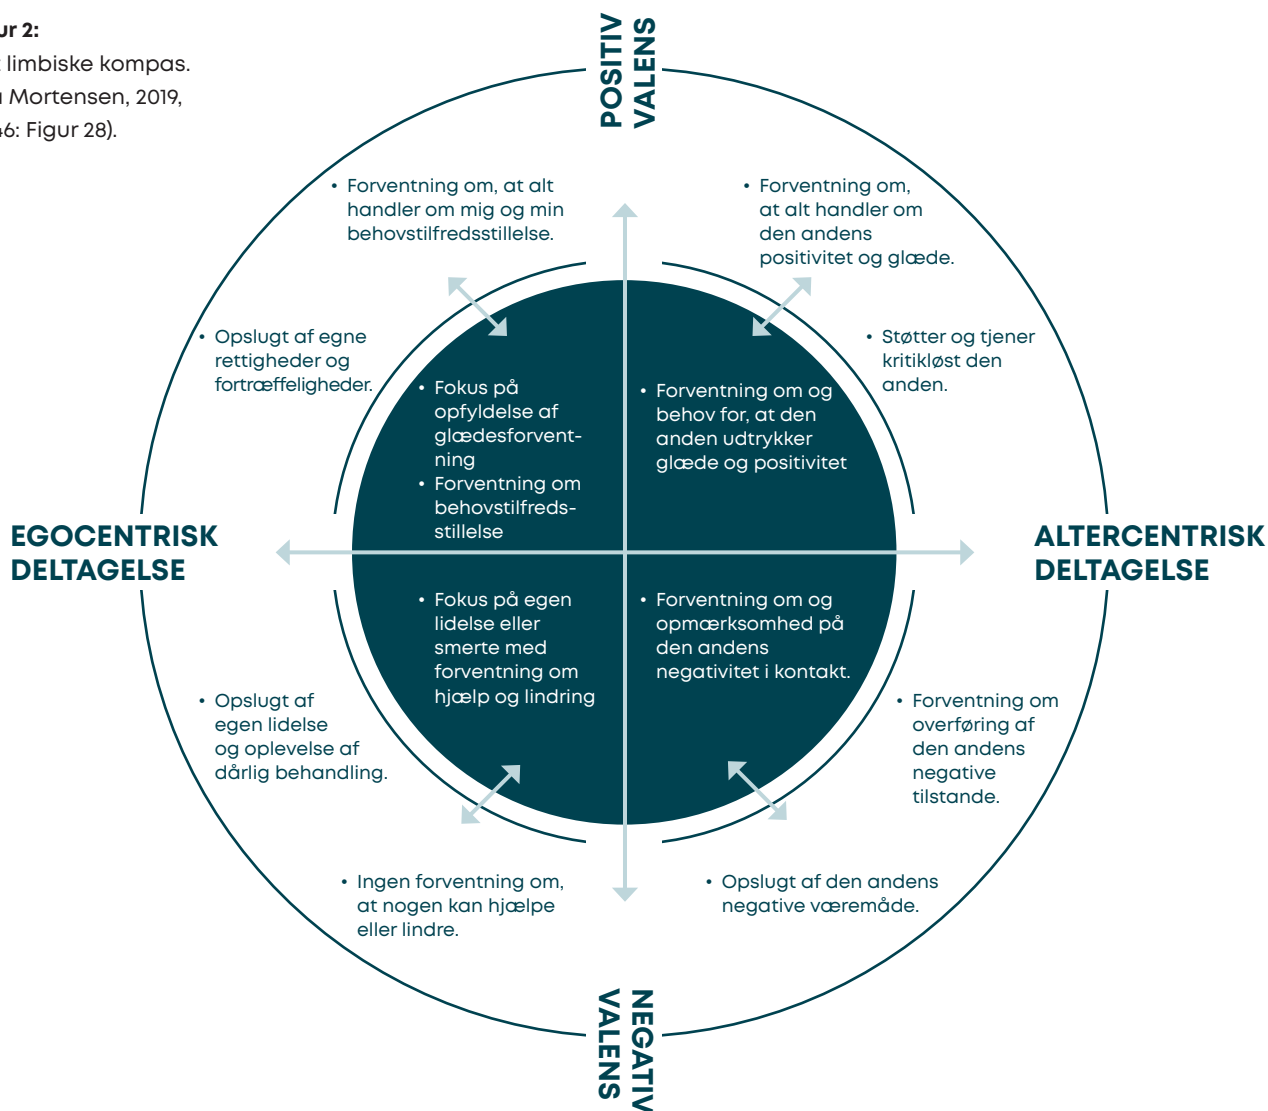 ur 2:
limbiske kompas.
Mortensen, 2019,
46: Figur 28).
POSITIV
VALENS
• Forventning om, at alt
handler om mig og min
behovstilfredsstillelse.
• Forventning om,
at alt handler om
den andens
positivitet og glæde.
• Opslugt af egne
rettigheder og
fortræffeligheder.
• Støtter og tjener
kritikløst den
anden.
• Fokus på
opfyldelse af
glædesforvent-
ning
• Forventning om
behovstilfreds-
stillelse
• Forventning om og
behov for, at den
anden udtrykker
glæde og positivitet
EGOCENTRISK
DELTAGELSE
ALTERCENTRISK
DELTAGELSE
• Fokus på egen
lidelse eller
smerte med
forventning om
hjælp og lindring
• Forventning om og
opmærksomhed på
den andens
negativitet i kontakt.
• Opslugt af
egen lidelse
og oplevelse af
dårlig behandling.
• Forventning om
overføring af
den andens
negative
tilstande.
• Ingen forventning om,
at nogen kan hjælpe
eller lindre.
• Opslugt af den andens
negative væremåde.
NEGATIV
VALENS